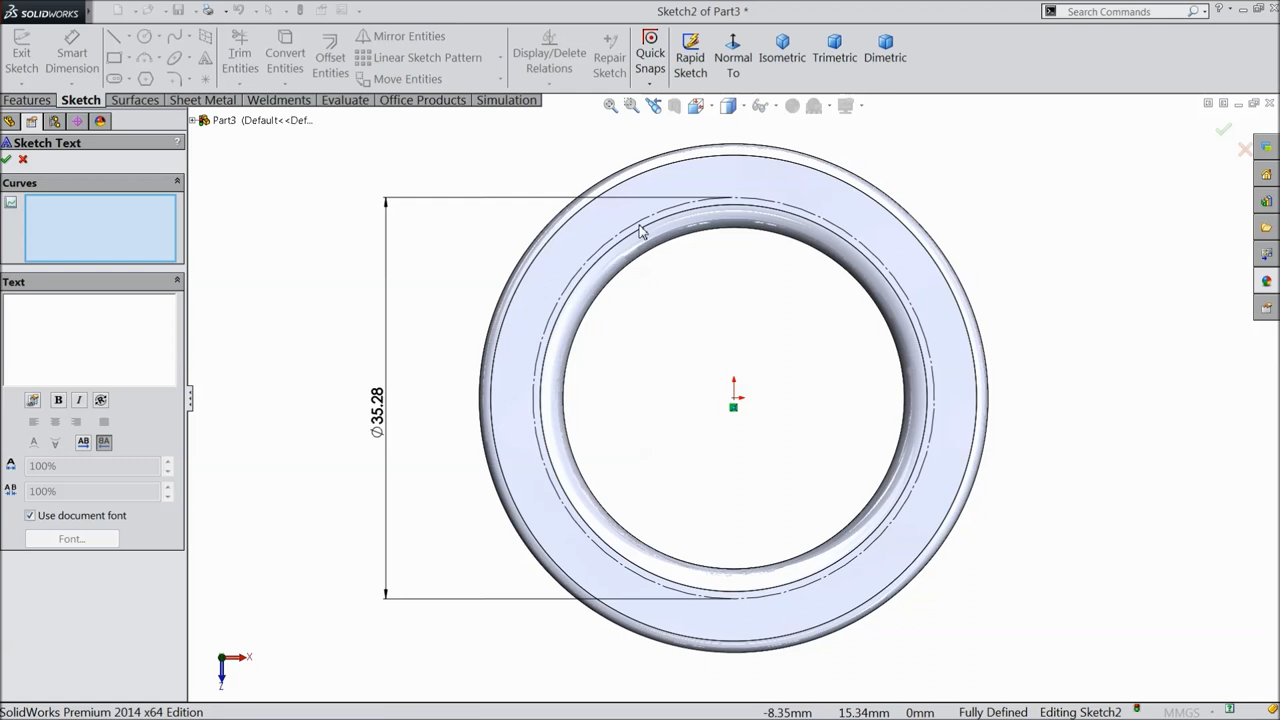 SOLIDWORKS
Sketch2 of Part3 *
Search Commands
Exit Sketch
Smart Dimension
Trim Entities
Convert Entities
Offset Entities
Mirror Entities
Linear Sketch Pattern
Move Entities
Display/Delete Relations
Repair Sketch
Quick Snaps
Rapid Sketch
Normal To
Isometric
Trimetric
Dimetric
Features
Sketch
Surfaces
Sheet Metal
Weldments
Evaluate
Office Products
Simulation
Part3 (Default<<Def...
Sketch Text
?
Curves
Text
B I
AB
100%
100%
Use document font
Font...
∅35.28
X
Z
SolidWorks Premium 2014 x64 Edition
-8.35mm
15.34mm
0mm
Fully Defined
Editing Sketch2
MMGS